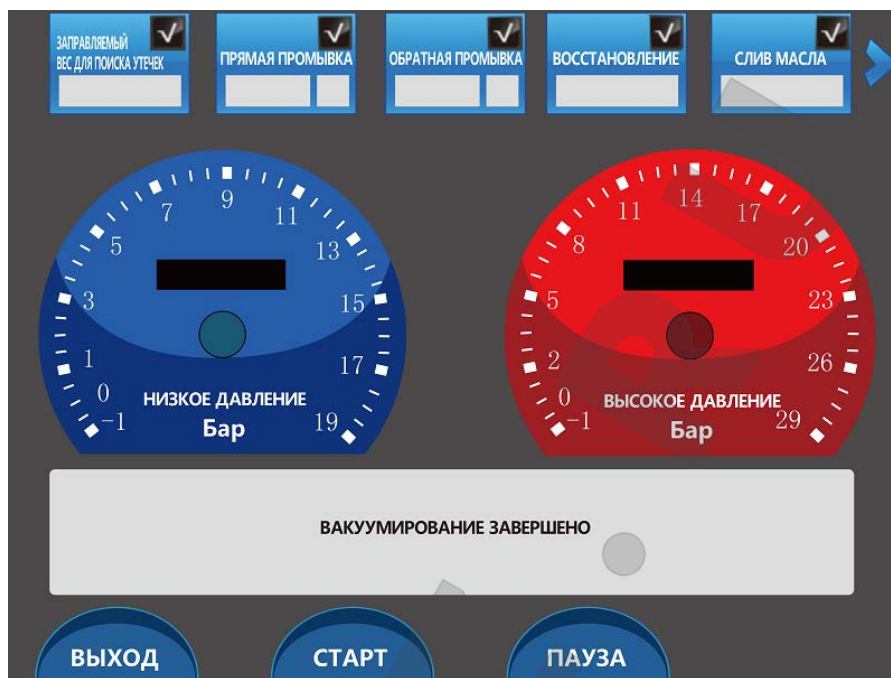 ЗАПРАВЛЯЕМЫЙ
ВЕС ДЛЯ ПОИСКА УТЕЧЕК
ПРЯМАЯ ПРОМЫВКА
ОБРАТНАЯ ПРОМЫВКА
ВОССТАНОВЛЕНИЕ
СЛИВ МАСЛА
-1
0
1
3
5
7
9
11
13
15
17
19
НИЗКОЕ ДАВЛЕНИЕ
Бар
-1
0
2
5
8
11
14
17
20
23
26
29
ВЫСОКОЕ ДАВЛЕНИЕ
Бар
ВАКУУМИРОВАНИЕ ЗАВЕРШЕНО
ВЫХОД
СТАРТ
ПАУЗА